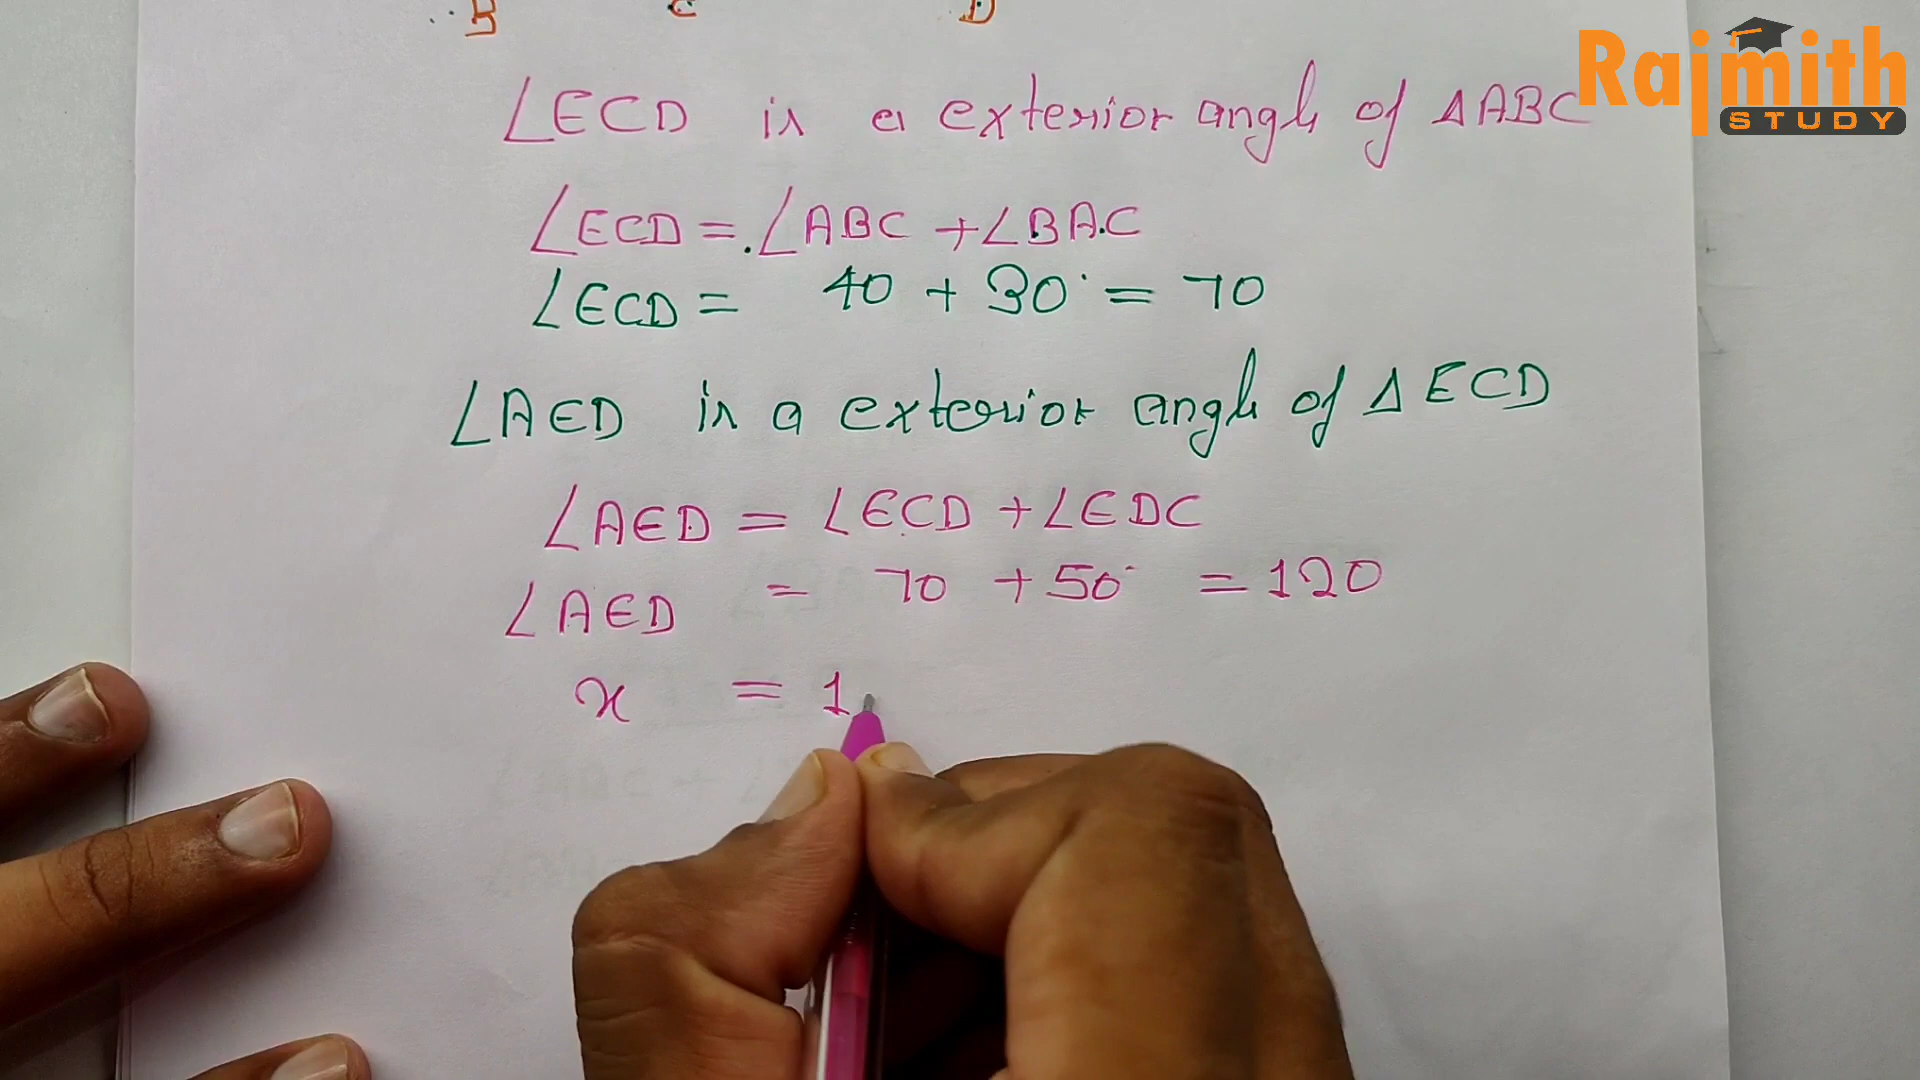 B C D
Rajmith
STUDY
∠ECD is a exterior angle of ΔABC
∠ECD = ∠ABC + ∠BAC
∠ECD = 40 + 30° = 70
∠AED is a exterior angle of ΔECD
∠AED = ∠ECD + ∠EDC
∠AED = 70 + 50° = 120
x = 1